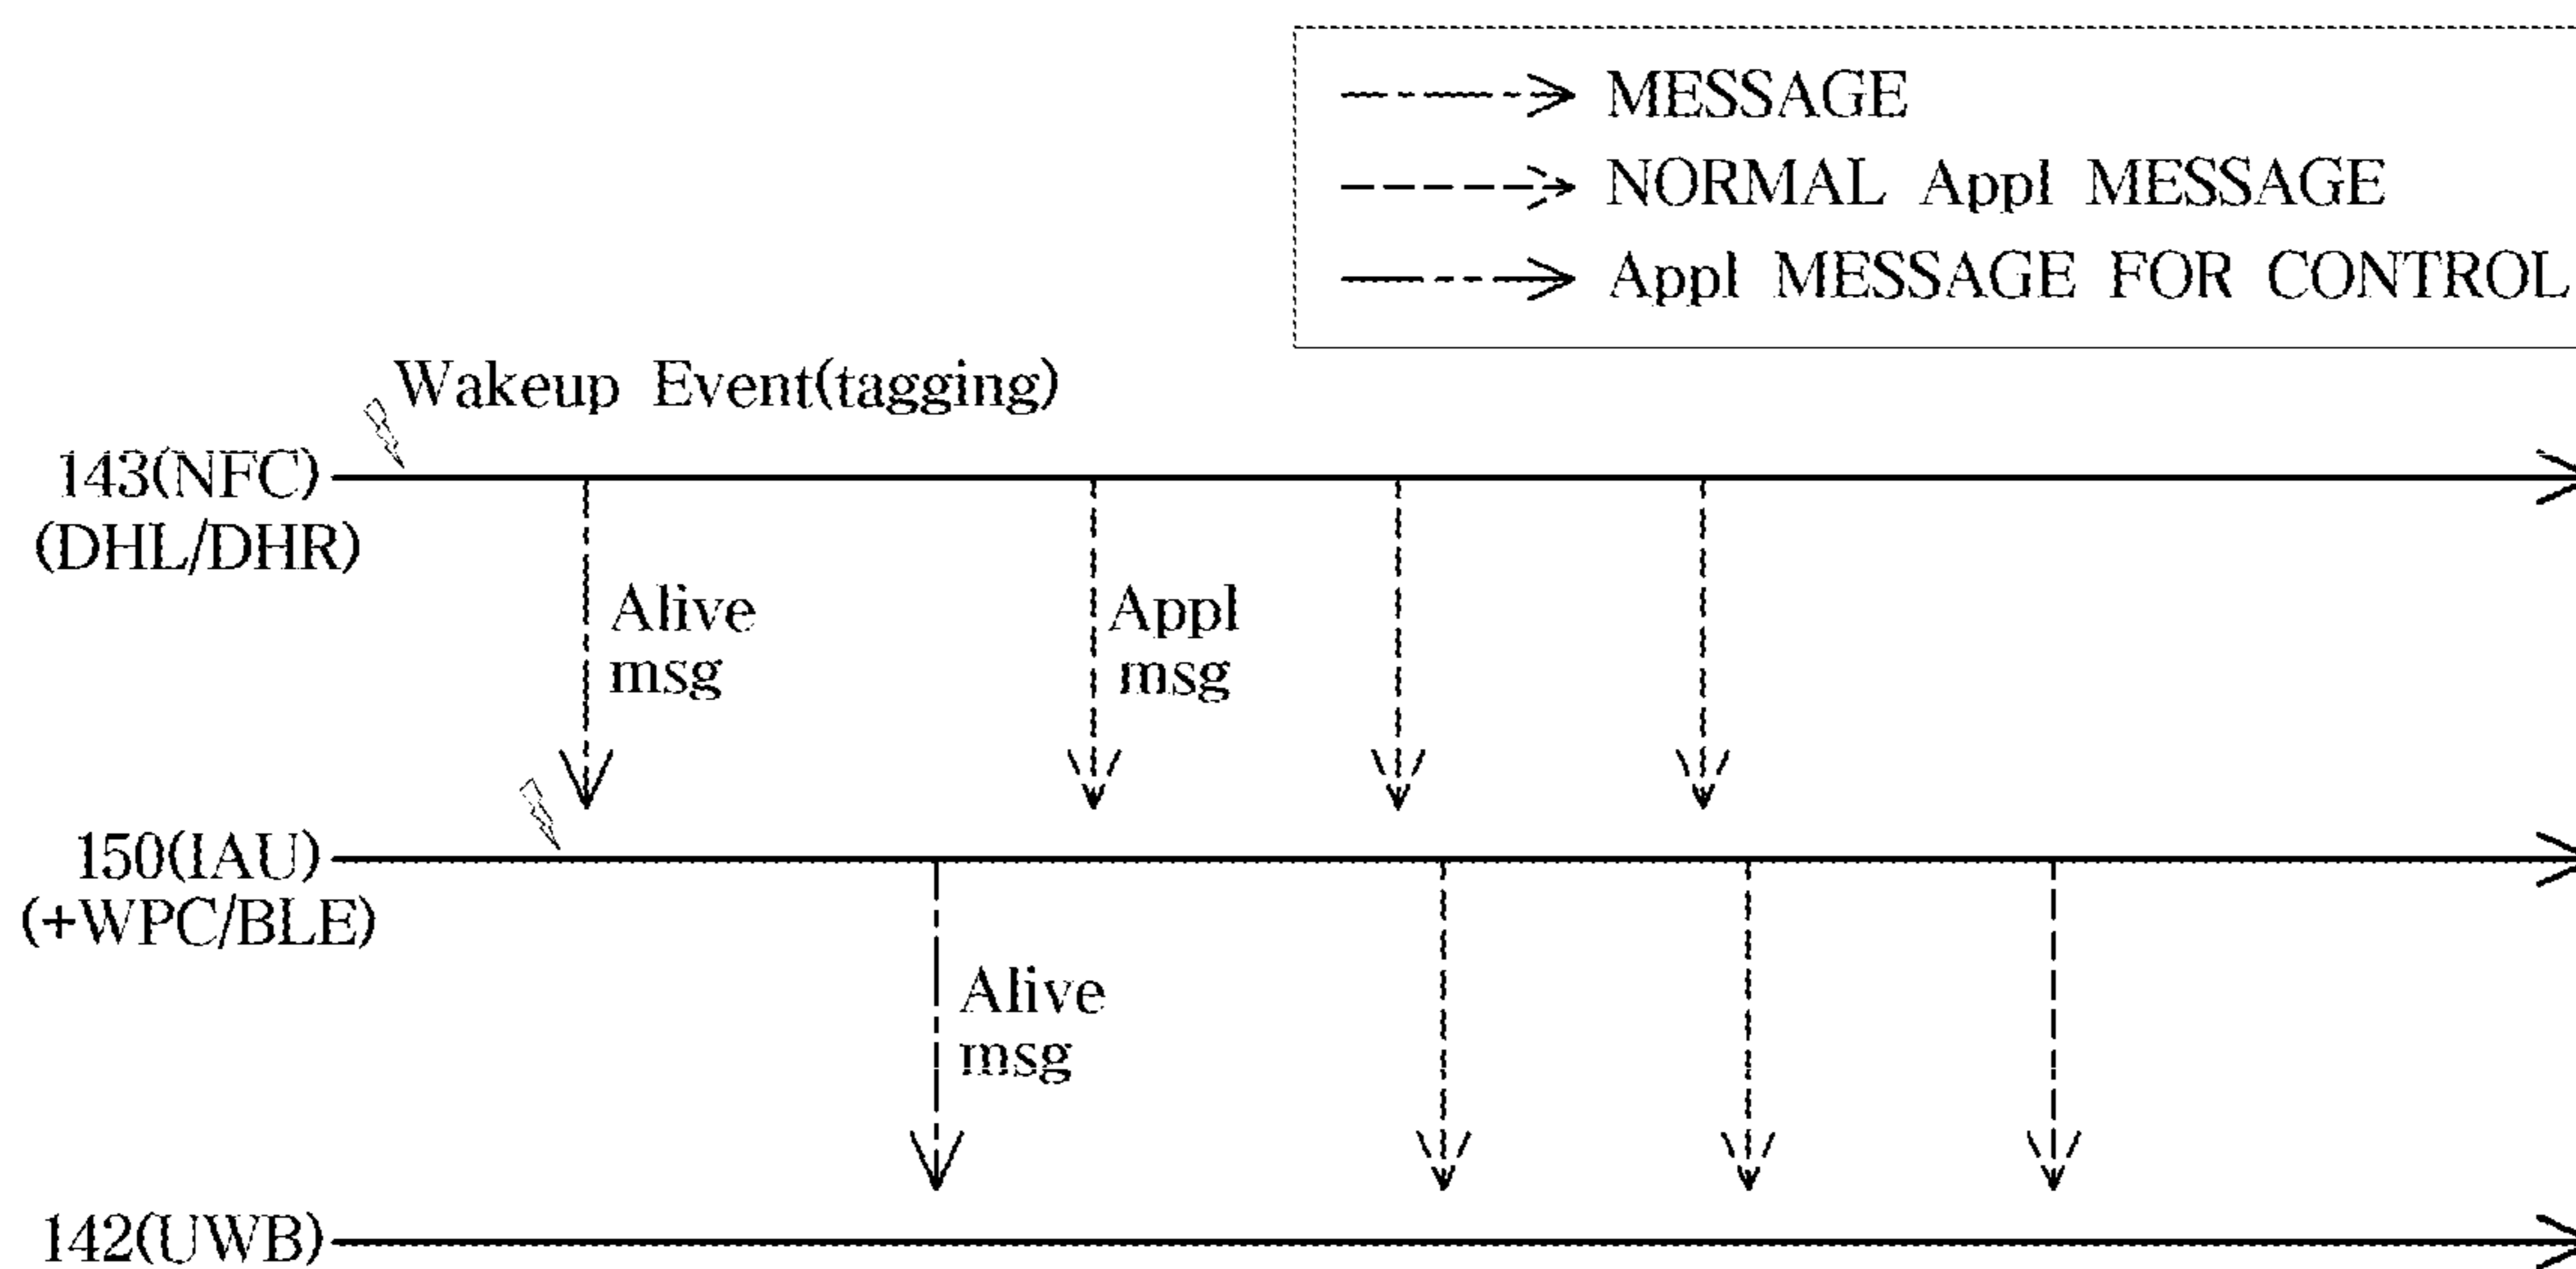 MESSAGE
NORMAL Appl MESSAGE
Appl MESSAGE FOR CONTROL
Wakeup Event(tagging)
143(NFC)
(DHL/DHR)
Alive
msg
Appl
msg
150(IAU)
(+WPC/BLE)
Alive
msg
142(UWB)